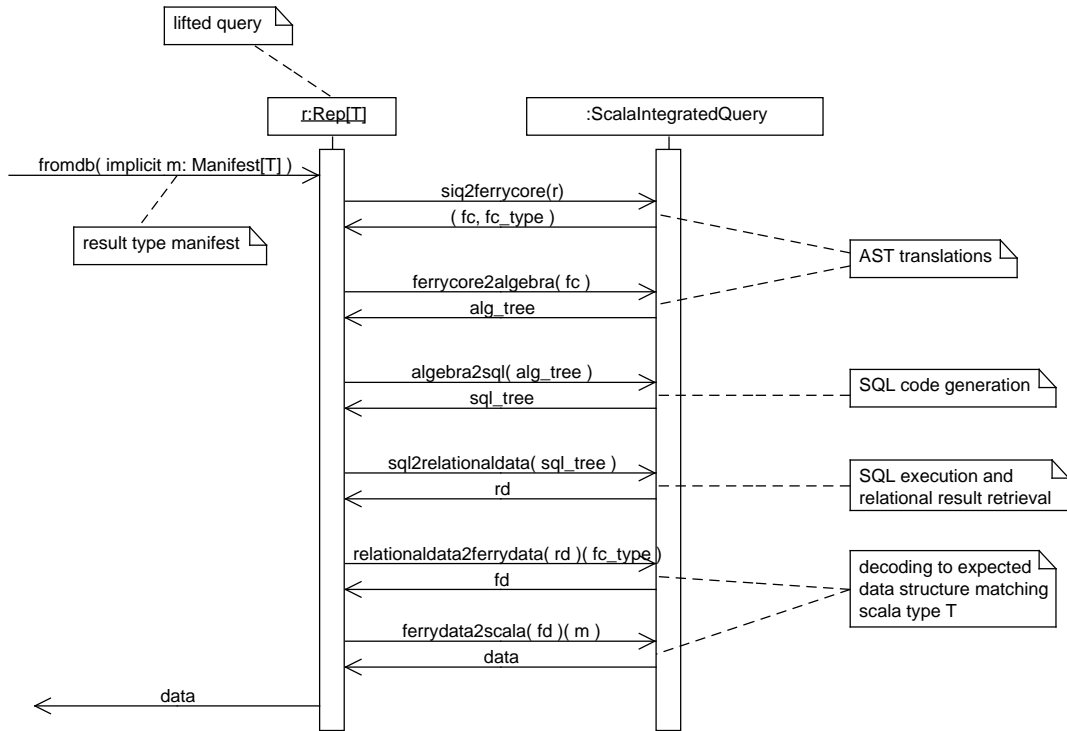 lifted query
r:Rep[T]
:ScalaIntegratedQuery
fromdb( implicit m: Manifest[T] )
siq2ferrycore(r)
( fc, fc_type )
result type manifest
AST translations
ferrycore2algebra( fc )
alg_tree
algebra2sql( alg_tree )
SQL code generation
sql_tree
sql2relationaldata( sql_tree )
SQL execution and
relational result retrieval
rd
relationaldata2ferrydata( rd )( fc_type )
decoding to expected
data structure matching
scala type T
fd
ferrydata2scala( fd )( m )
data
data